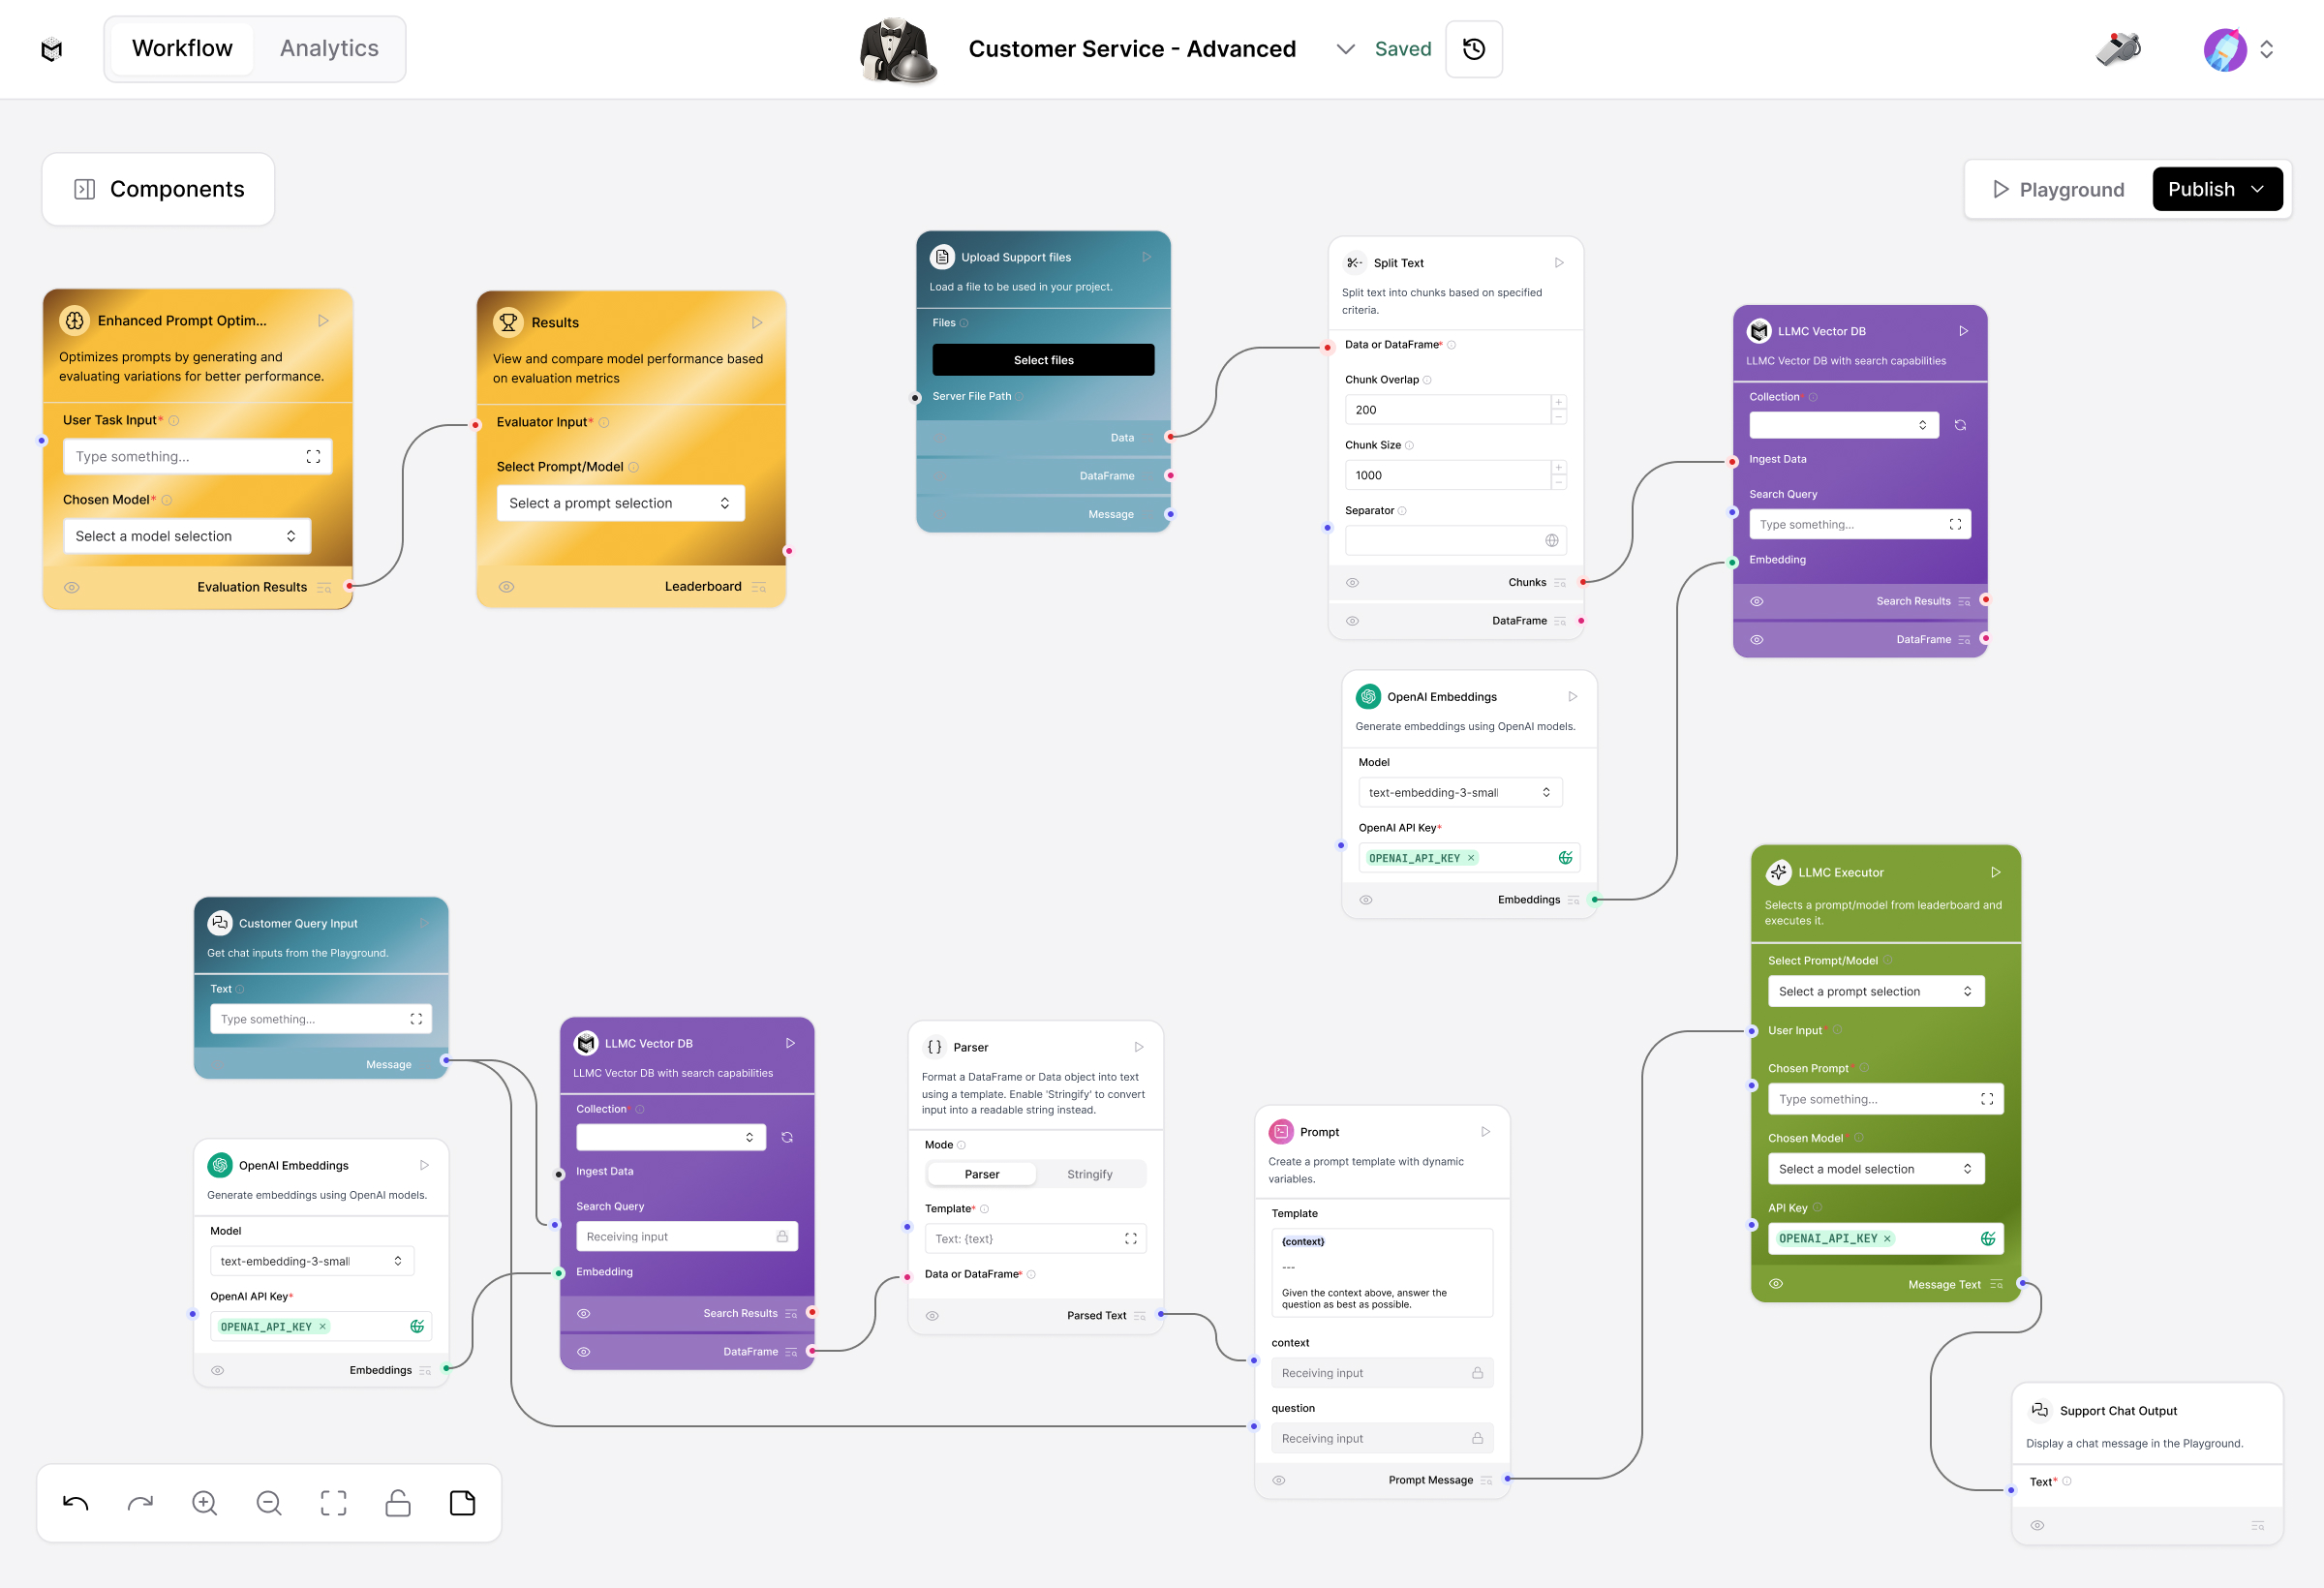 Workflow
Analytics
Customer Service - Advanced
Saved
Components
Playground
Publish
Enhanced Prompt Optim...
Optimizes prompts by generating and
evaluating variations for better performance.
User Task Input*
Type something...
Chosen Model*
Select a model selection
Evaluation Results
Results
View and compare model performance based
on evaluation metrics
Evaluator Input*
Select Prompt/Model
Select a prompt selection
Leaderboard
Upload Support files
Load a file to be used in your project.
Files
Select files
Server File Path
Data
DataFrame
Message
Split Text
Split text into chunks based on specified
criteria.
Data or DataFrame*
Chunk Overlap
200
Chunk Size
1000
Separator
Chunks
DataFrame
LLMC Vector DB
LLMC Vector DB with search capabilities
Collection*
Ingest Data
Search Query
Type something...
Embedding
Search Results
DataFrame
OpenAI Embeddings
Generate embeddings using OpenAI models.
Model
text-embedding-3-small
OpenAI API Key*
OPENAI_API_KEY ×
Embeddings
Customer Query Input
Get chat inputs from the Playground.
Text
Type something...
Message
OpenAI Embeddings
Generate embeddings using OpenAI models.
Model
text-embedding-3-small
OpenAI API Key*
OPENAI_API_KEY ×
Embeddings
LLMC Vector DB
LLMC Vector DB with search capabilities
Collection*
Ingest Data
Search Query
Receiving input
Embedding
Search Results
DataFrame
Parser
Format a DataFrame or Data object into text
using a template. Enable 'Stringify' to convert
input into a readable string instead.
Mode
Parser
Stringify
Template*
Text: {text}
Data or DataFrame*
Parsed Text
Prompt
Create a prompt template with dynamic
variables.
Template
{context}
---
Given the context above, answer the
question as best as possible.
context
Receiving input
question
Receiving input
Prompt Message
LLMC Executor
Selects a prompt/model from leaderboard and
executes it.
Select Prompt/Model
Select a prompt selection
User Input*
Chosen Prompt*
Type something...
Chosen Model*
Select a model selection
API Key
OPENAI_API_KEY ×
Message Text
Support Chat Output
Display a chat message in the Playground.
Text*